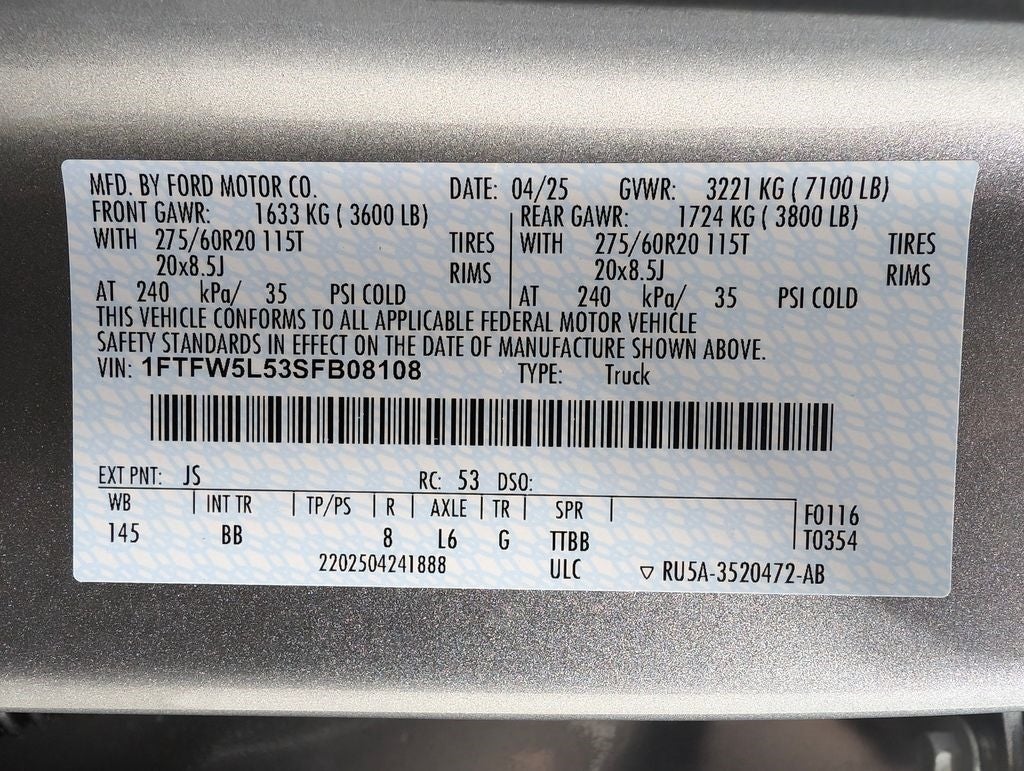 MFD. BY FORD MOTOR CO. DATE: 04/25 GVWR: 3221 KG ( 7100 LB)
FRONT GAWR: 1633 KG ( 3600 LB) REAR GAWR: 1724 KG ( 3800 LB)
WITH 275/60R20 115T TIRES WITH 275/60R20 115T TIRES
20x8.5J RIMS 20x8.5J RIMS
AT 240 kPa/ 35 PSI COLD AT 240 kPa/ 35 PSI COLD
THIS VEHICLE CONFORMS TO ALL APPLICABLE FEDERAL MOTOR VEHICLE
SAFETY STANDARDS IN EFFECT ON THE DATE OF MANUFACTURE SHOWN ABOVE.
VIN: 1FTFW5L53SFB08108 TYPE: Truck
EXT PNT: JS RC: 53 DSO:
WB INT TR TP/PS R AXLE TR SPR F0116
145 BB 8 L6 G TTBB T0354
2202504241888 ULC ▽ RU5A-3520472-AB